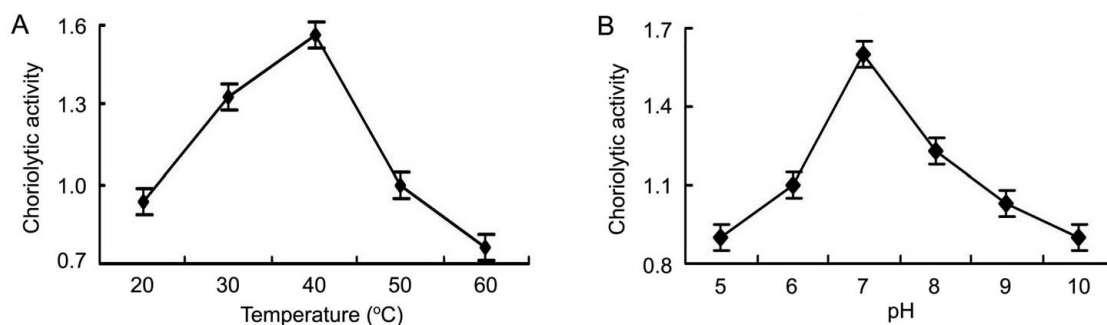 A
Choriolytic activity
1.6
1.3
1.0
0.7
20 30 40 50 60
Temperature (ºC)
B
Choriolytic activity
1.7
1.4
1.1
0.8
5 6 7 8 9 10
pH